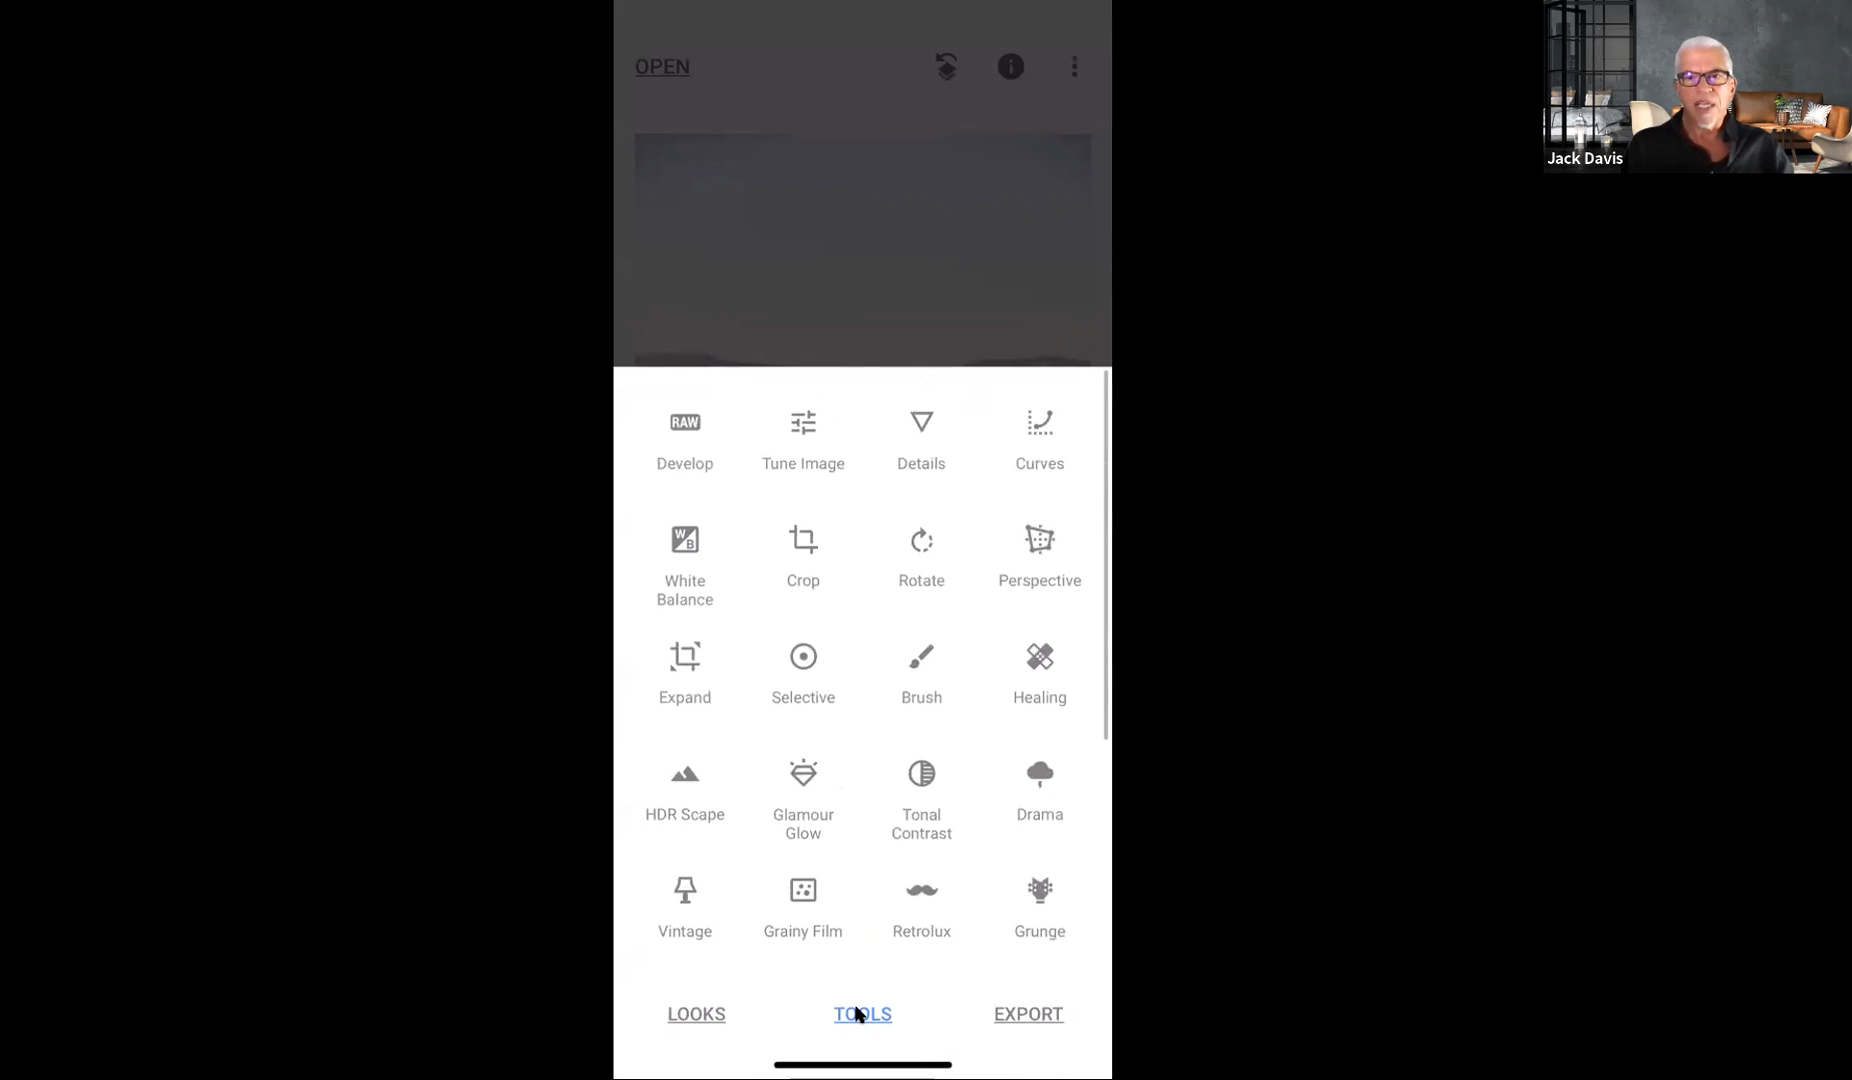 OPEN
Jack Davis
RAW
Develop
Tune Image
Details
Curves
WB
White
Balance
Crop
Rotate
Perspective
Expand
Selective
Brush
Healing
HDR Scape
Glamour
Glow
Tonal
Contrast
Drama
Vintage
Grainy Film
Retrolux
Grunge
LOOKS
TOOLS
EXPORT